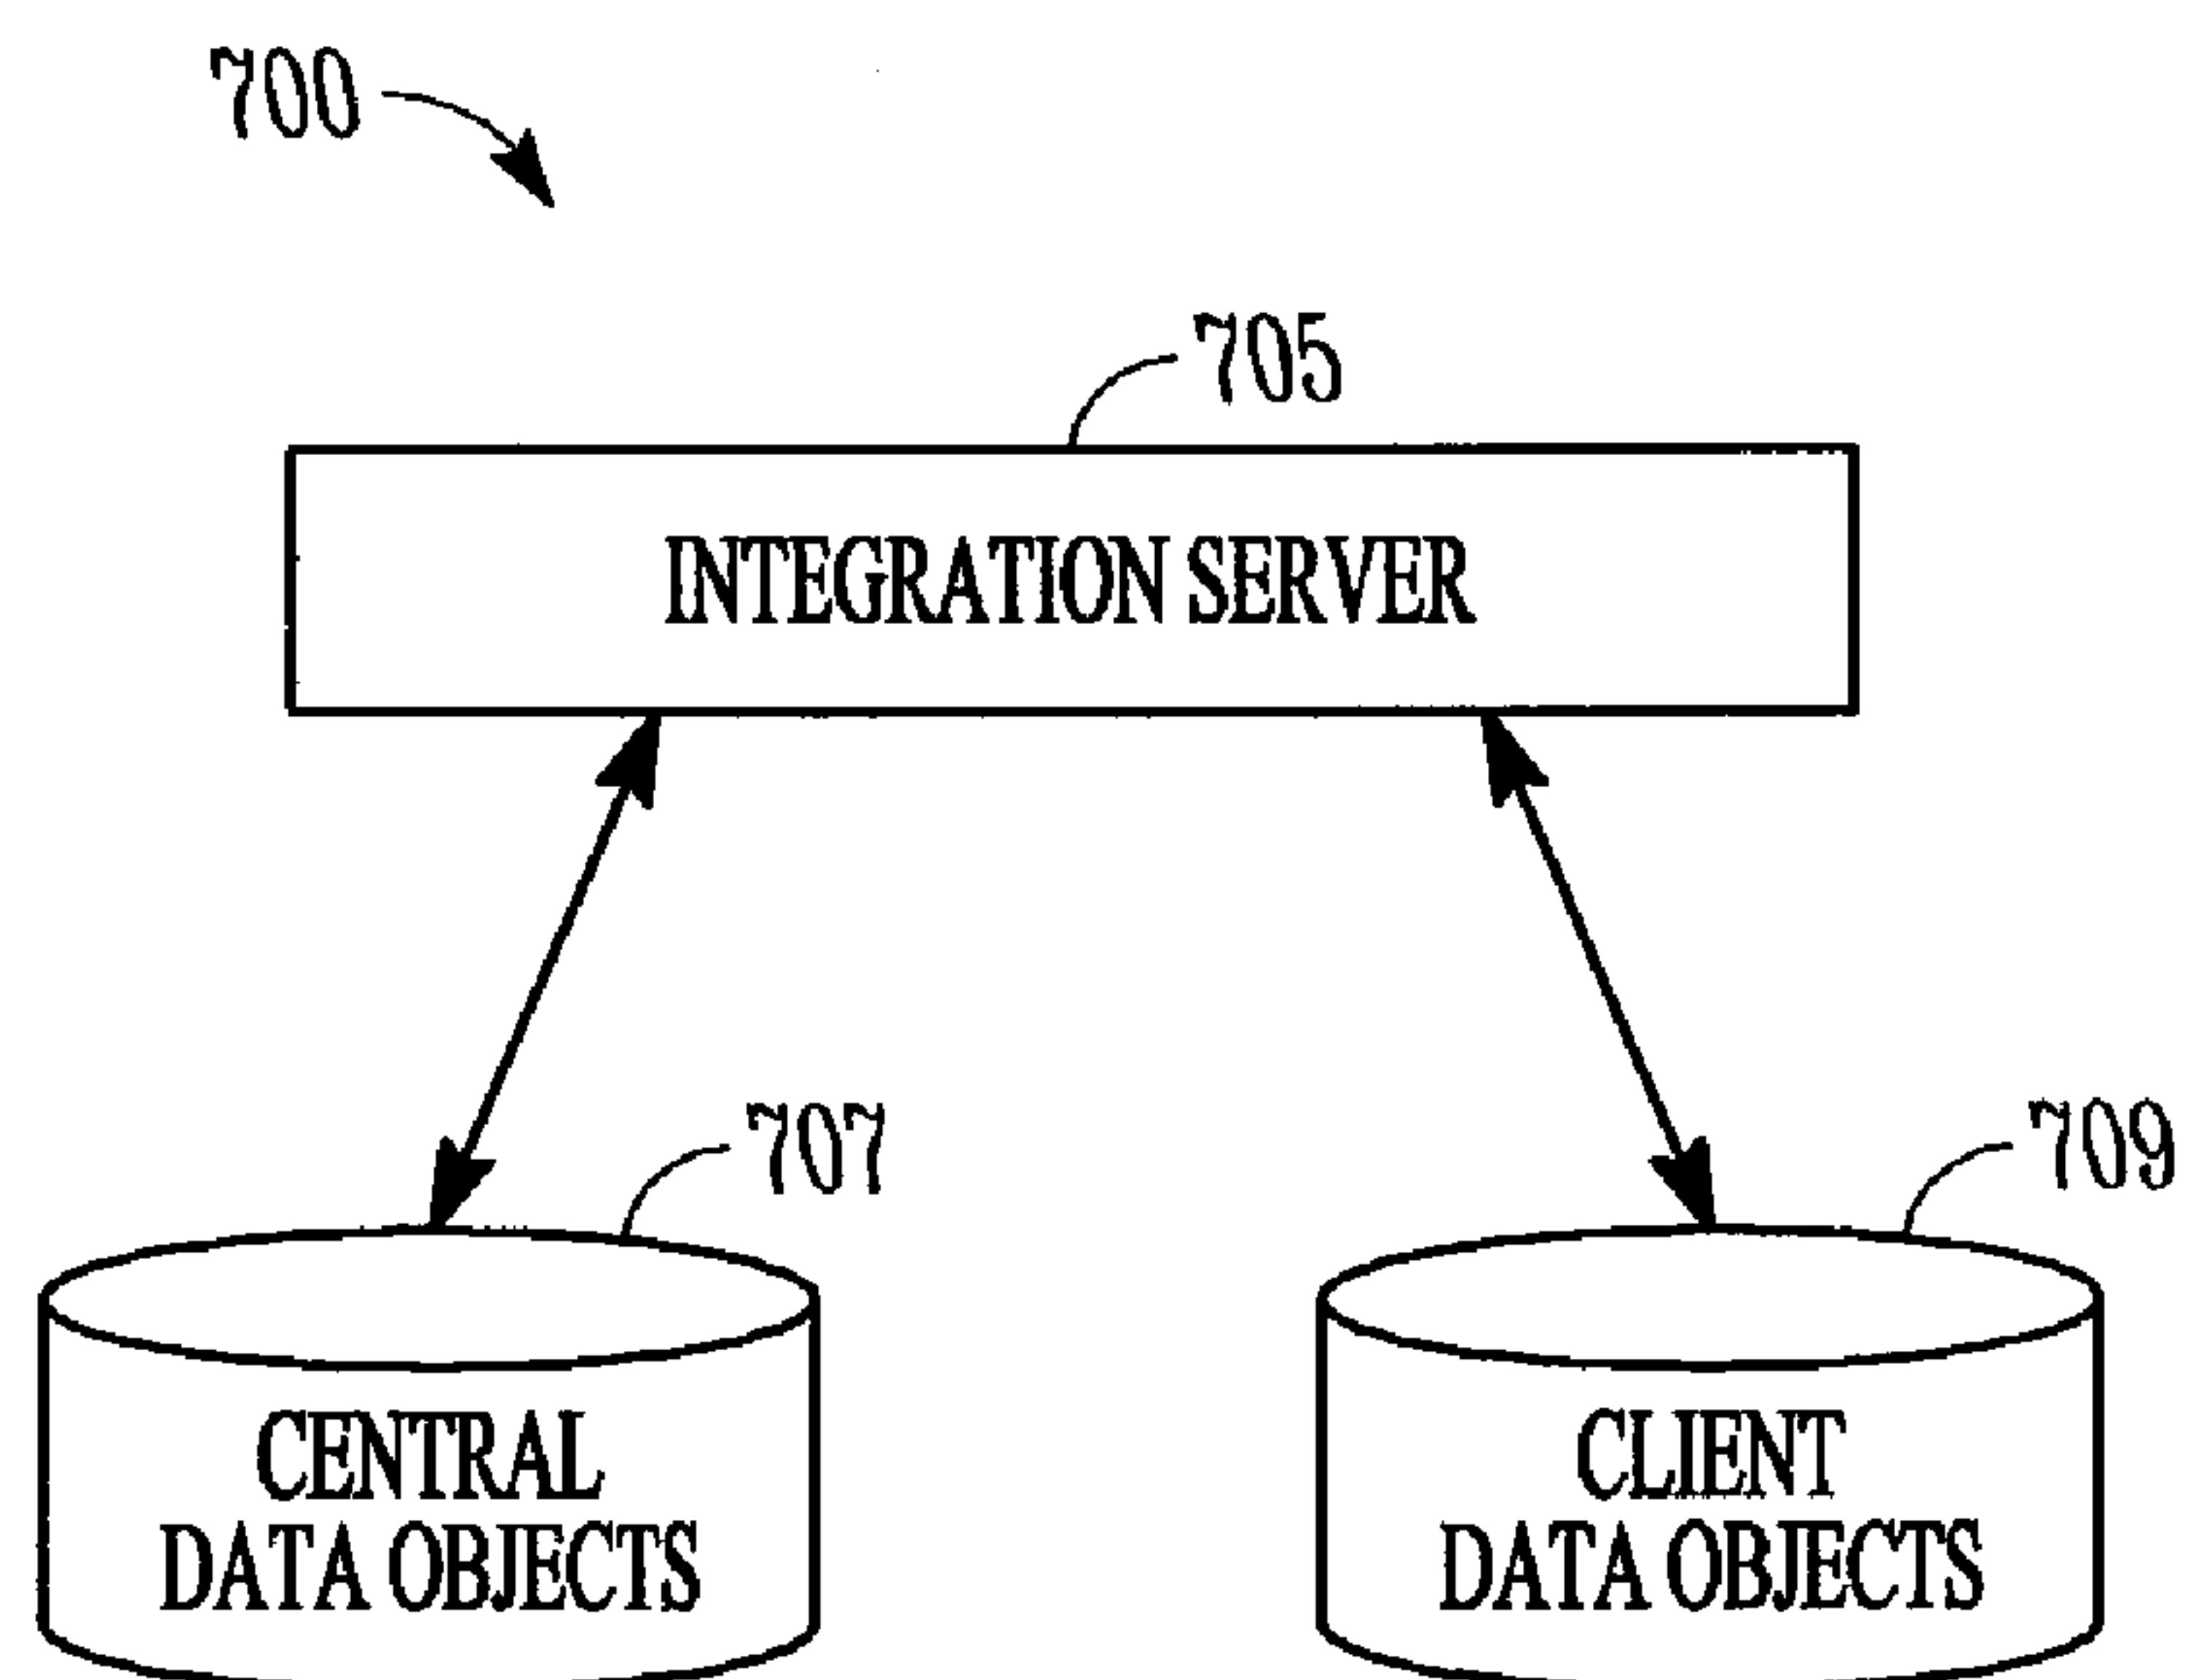 700
705
INTEGRATION SERVER
707
709
CENTRAL
DATA OBJECTS
CLIENT
DATA OBJECTS